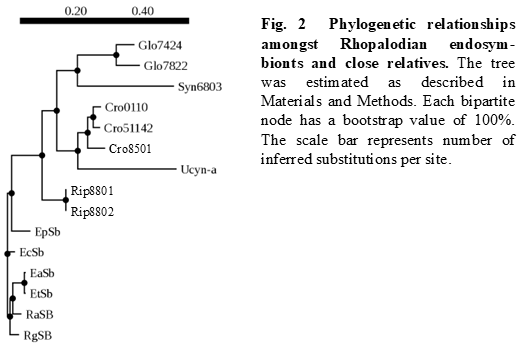 0.20 0.40
Glo7424
Glo7822
Syn6803
Cro0110
Cro51142
Cro8501
Ucyn-a
Rip8801
Rip8802
EpSb
EcSb
EaSb
EtSb
RaSB
RgSB
Fig. 2 Phylogenetic relationships
amongst Rhopalodian endosym-
bionts and close relatives. The tree
was estimated as described in
Materials and Methods. Each bipartite
node has a bootstrap value of 100%.
The scale bar represents number of
inferred substitutions per site.